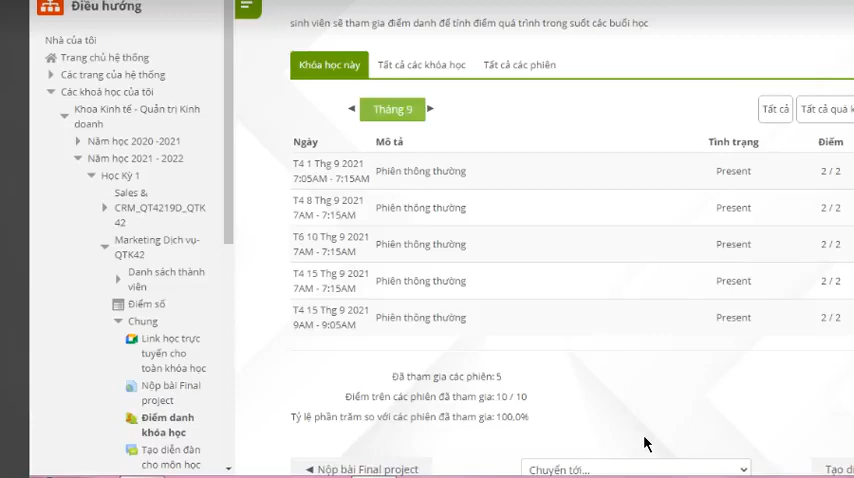 Điều hướng
Nhà của tôi
Trang chủ hệ thống
Các trang của hệ thống
Các khoá học của tôi
Khoa Kinh tế - Quản trị Kinh
doanh
Năm học 2020 -2021
Năm học 2021 - 2022
Học Kỳ 1
Sales &
CRM_QT4219D_QTK
42
Marketing Dịch vụ-
QTK42
Danh sách thành
viên
Điểm số
Chung
Link học trực
tuyến cho
toàn khóa học
Nộp bài Final
project
Điểm danh
khóa học
Tạo diễn đàn
cho môn học
sinh viên sẽ tham gia điểm danh để tính điểm quá trình trong suốt các buổi học
Khóa học này Tất cả các khóa học Tất cả các phiên
◄ Tháng 9 ►
Tất cả Tất cả quá k
Ngày Mô tả Tình trạng Điểm
T4 1 Thg 9 2021
7:05AM - 7:15AM Phiên thông thường Present 2 / 2
T4 8 Thg 9 2021
7AM - 7:15AM Phiên thông thường Present 2 / 2
T6 10 Thg 9 2021
7AM - 7:15AM Phiên thông thường Present 2 / 2
T4 15 Thg 9 2021
7AM - 7:15AM Phiên thông thường Present 2 / 2
T4 15 Thg 9 2021
9AM - 9:05AM Phiên thông thường Present 2 / 2
Đã tham gia các phiên: 5
Điểm trên các phiên đã tham gia: 10 / 10
Tỷ lệ phần trăm so với các phiên đã tham gia: 100,0%
◄ Nộp bài Final project Chuyển tới... Tạo di